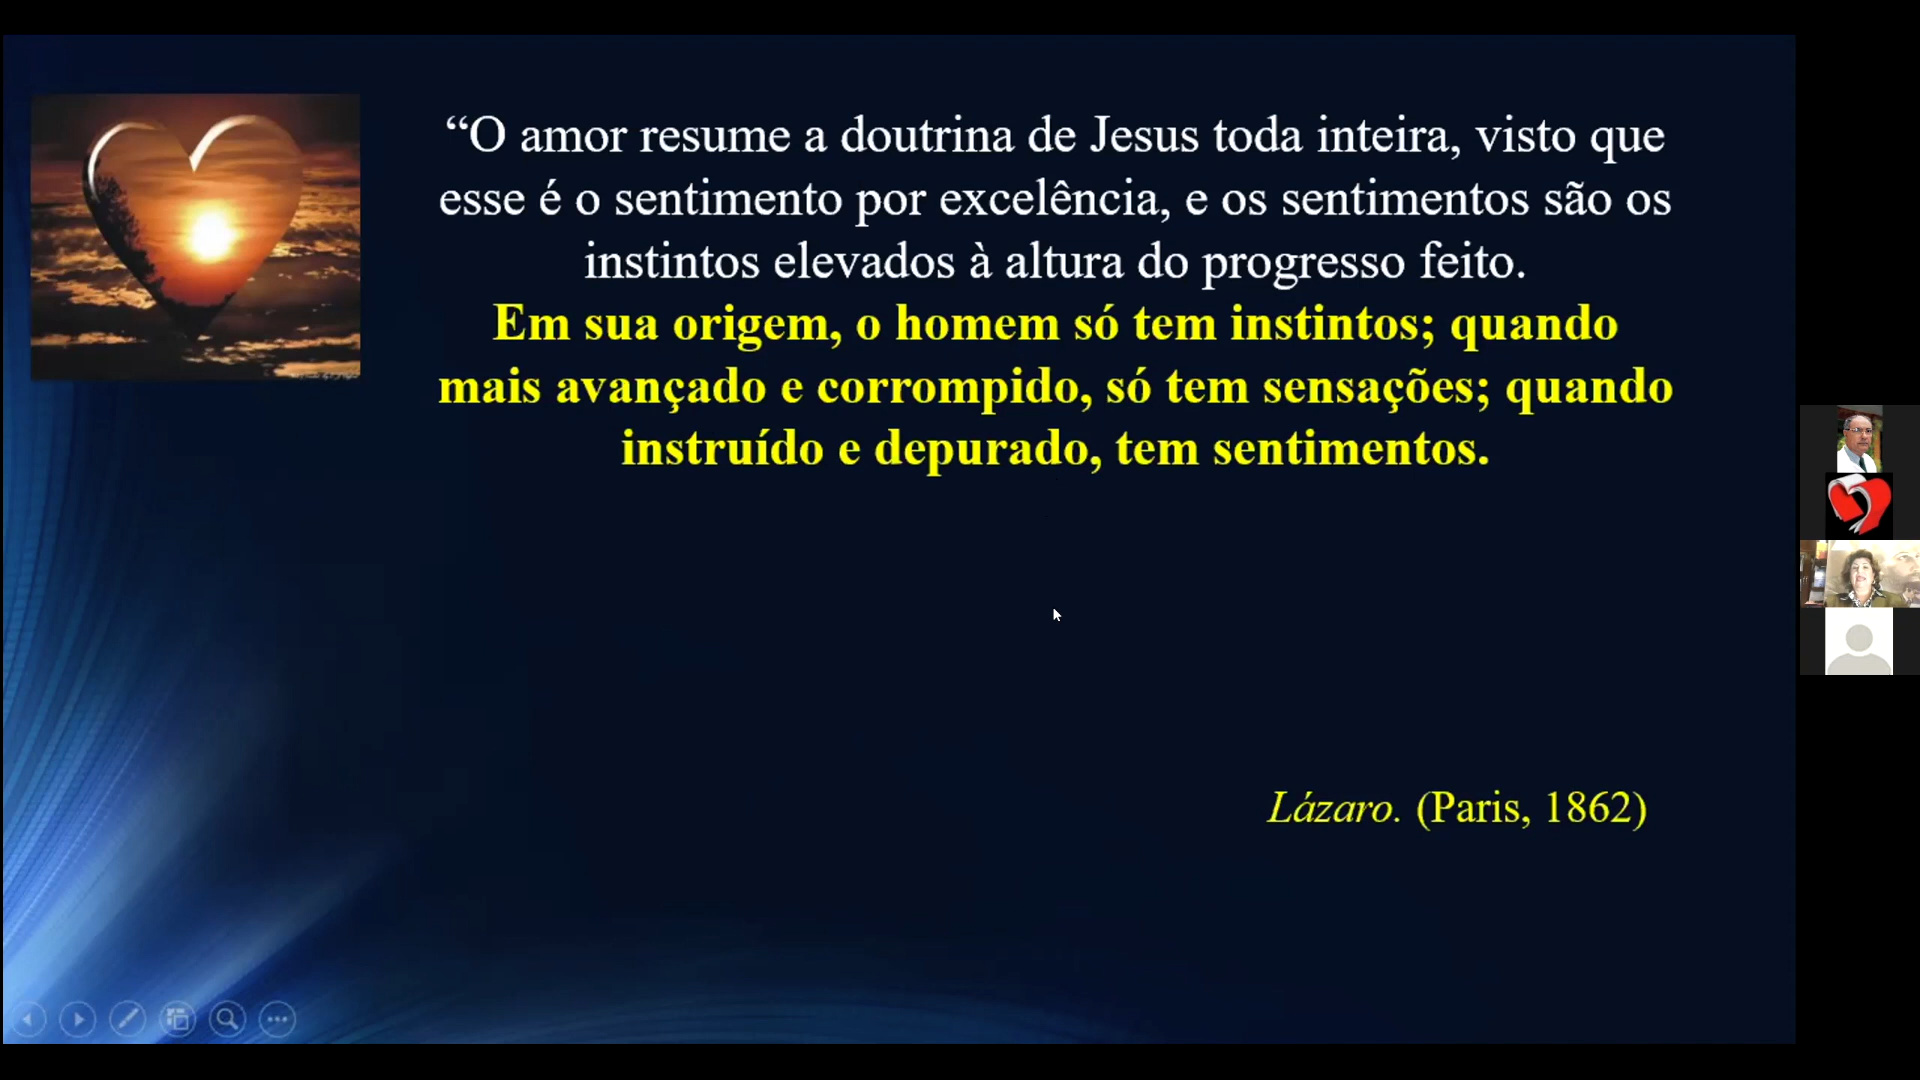 “O amor resume a doutrina de Jesus toda inteira, visto que
esse é o sentimento por excelência, e os sentimentos são os
instintos elevados à altura do progresso feito.
Em sua origem, o homem só tem instintos; quando
mais avançado e corrompido, só tem sensações; quando
instruído e depurado, tem sentimentos.
Lázaro. (Paris, 1862)